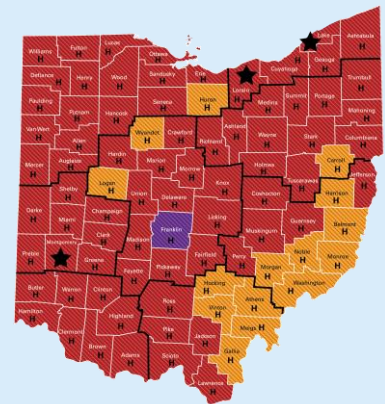 Williams H
Fulton H
Lucas H
Ottawa H
Lake H
Ashtabula H
Defiance H
Henry H
Wood H
Sandusky H
Erie H
Lorain H
Cuyahoga H
Geauga H
Trumbull H
Paulding H
Putnam H
Hancock H
Seneca H
Huron H
Medina H
Summit H
Portage H
Mahoning H
Van Wert H
Allen H
Wyandot H
Crawford H
Richland H
Ashland H
Wayne H
Stark H
Columbiana H
Mercer H
Auglaize H
Hardin H
Marion H
Morrow H
Holmes H
Carroll H
Jefferson H
Shelby H
Logan H
Union H
Delaware H
Knox H
Coshocton H
Tuscarawas H
Harrison H
Darke H
Miami H
Champaign H
Clark H
Madison H
Franklin H
Licking H
Muskingum H
Guernsey H
Belmont H
Preble H
Montgomery
Greene H
Fayette H
Pickaway H
Fairfield H
Perry H
Morgan H
Noble H
Monroe H
Butler H
Warren H
Clinton H
Ross H
Hocking H
Athens H
Washington H
Hamilton H
Clermont H
Highland H
Pike H
Vinton H
Meigs H
Brown H
Adams H
Scioto H
Jackson H
Gallia H
Lawrence H